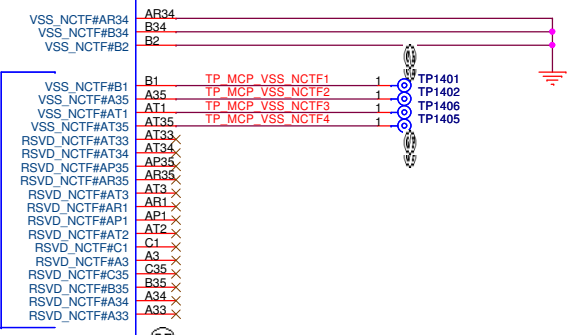 VSS_NCTF#AR34 AR34
VSS_NCTF#B34 B34
VSS_NCTF#B2 B2
VSS_NCTF#B1 B1 TP_MCP_VSS_NCTF1 1 TP1401
VSS_NCTF#A35 A35 TP_MCP_VSS_NCTF2 1 TP1402
VSS_NCTF#AT1 AT1 TP_MCP_VSS_NCTF3 1 TP1406
VSS_NCTF#AT35 AT35 TP_MCP_VSS_NCTF4 1 TP1405
RSVD_NCTF#AT33 AT33
RSVD_NCTF#AT34 AT34
RSVD_NCTF#AP35 AP35
RSVD_NCTF#AR35 AR35
RSVD_NCTF#AT3 AT3
RSVD_NCTF#AR1 AR1
RSVD_NCTF#AP1 AP1
RSVD_NCTF#AT2 AT2
RSVD_NCTF#C1 C1
RSVD_NCTF#A3 A3
RSVD_NCTF#C35 C35
RSVD_NCTF#B35 B35
RSVD_NCTF#A34 A34
RSVD_NCTF#A33 A33